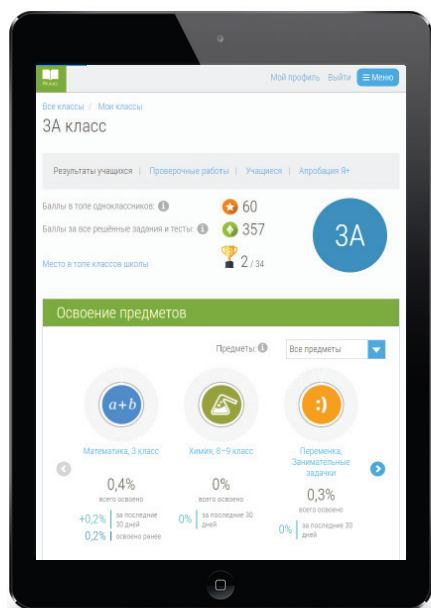 Мой профиль Выйти Меню
Все классы / Мои классы
3А класс
Результаты учащихся | Проверочные работы | Учащиеся | Апробация Я+
Баллы в топе одноклассников: 60
Баллы за все решённые задания и тесты: 357
Место в топе классов школы 2 / 34
3А
Освоение предметов
Предметы: Все предметы
a+b
:)
Математика, 3 класс
Химия, 8–9 класс
Переменка, Занимательные задачки
0,4%
всего освоено
0%
всего освоено
0,3%
всего освоено
+0,2% за последние 30 дней
0,2% освоено ранее
0% за последние 30 дней
0% за последние 30 дней